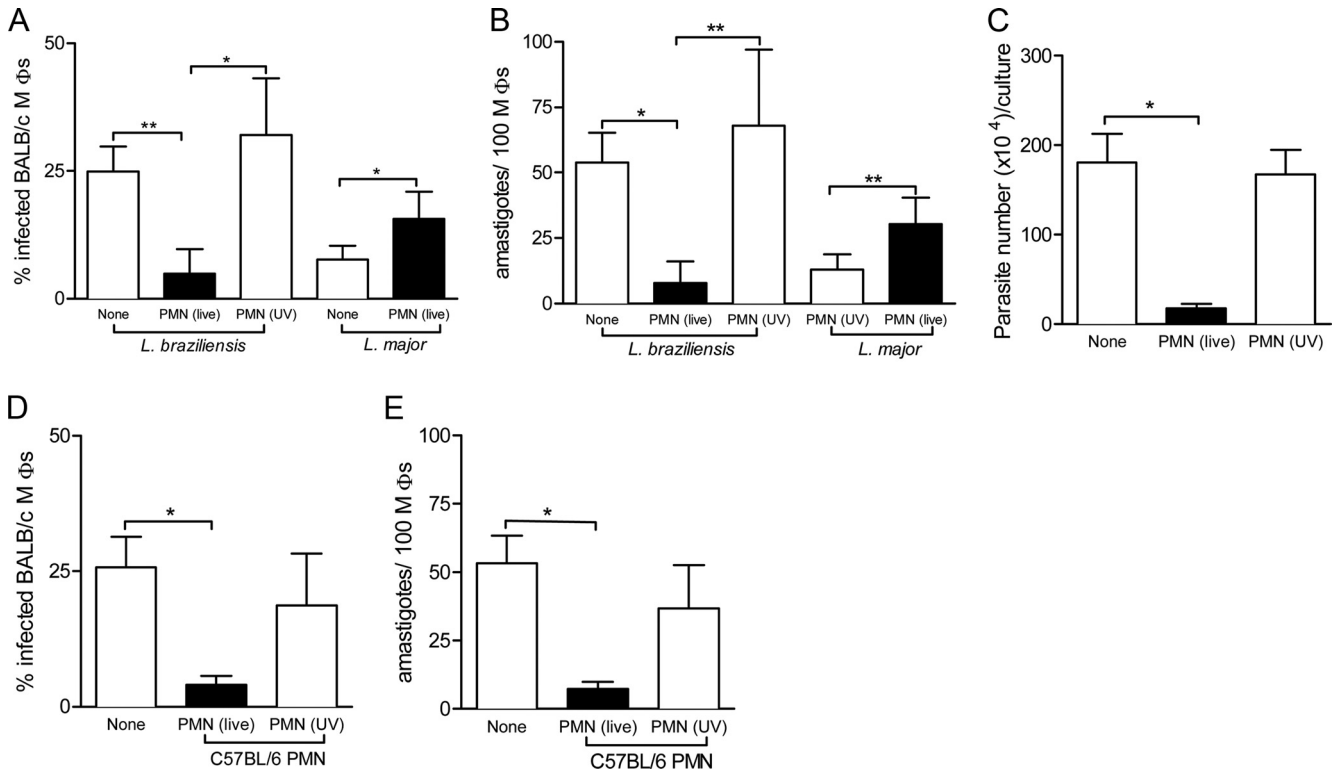 A
% infected BALB/c M Φs
50
25
0
**
*
*
None PMN (live) PMN (UV) None PMN (live)
L. braziliensis L. major
B
amastigotes/ 100 M Φs
100
75
50
25
0
*
**
**
None PMN (live) PMN (UV) PMN (UV) PMN (live)
L. braziliensis L. major
C
Parasite number (x10 4)/culture
300
200
100
0
*
None PMN (live) PMN (UV)
D
% infected BALB/c M Φs
50
25
0
*
None PMN (live) PMN (UV)
C57BL/6 PMN
E
amastigotes/ 100 M Φs
100
75
50
25
0
*
None PMN (live) PMN (UV)
C57BL/6 PMN